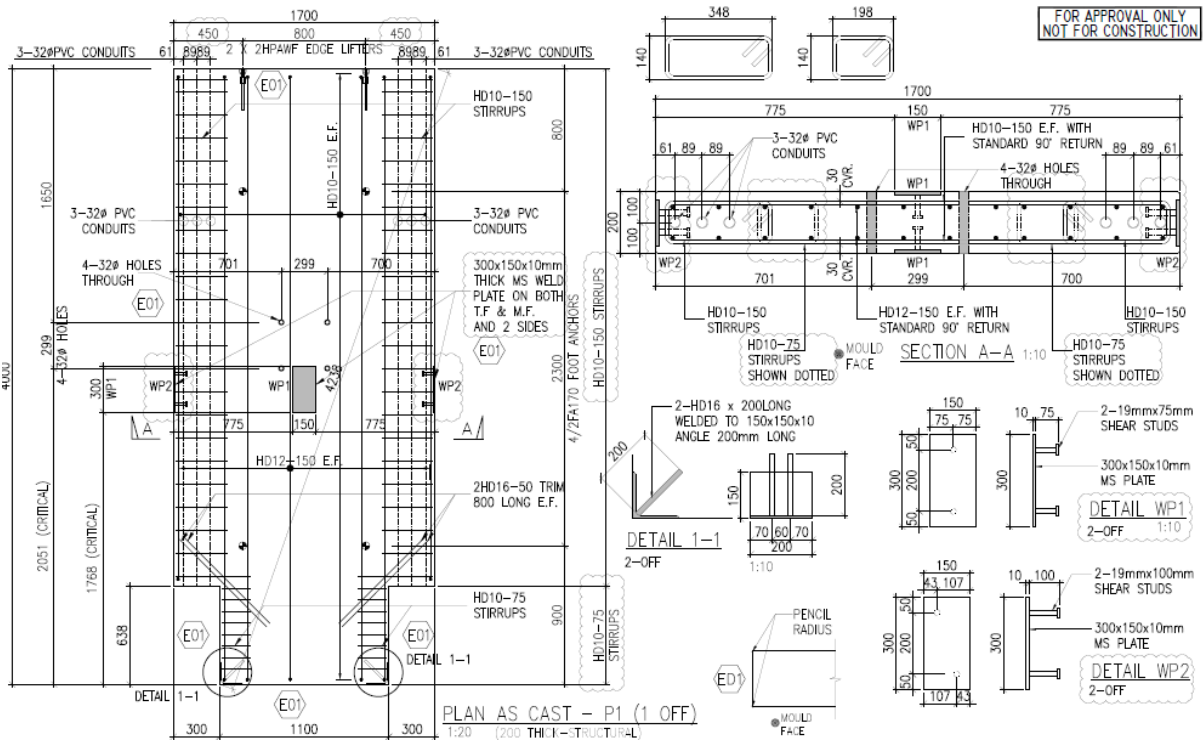 FOR APPROVAL ONLY
NOT FOR CONSTRUCTION
1700
450 800 450
3-32øPVC CONDUITS 61 8989 2 X 2HPAWF EDGE LIFTERS 8989 61 3-32øPVC CONDUITS
E01
HD10-150
STIRRUPS
HD10-150 E.F.
800
1650
4000
3-32ø PVC
CONDUITS
3-32ø PVC
CONDUITS
701 299 700
4-32ø HOLES
THROUGH
E01
300x150x10mm
THICK MS WELD
PLATE ON BOTH
T.F & M.F.
AND 2 SIDES
E01
299
4-32ø HOLES
300
WP1
WP2 WP1 WP2
4238
A A
775 150 775
HD12-150 E.F.
2300
4/2FA170 FOOT ANCHORS
HD10-150 STIRRUPS
2051 (CRITICAL)
1768 (CRITICAL)
2HD16-50 TRIM
800 LONG E.F.
638
HD10-75
STIRRUPS
900
HD10-75
STIRRUPS
E01
E01
DETAIL 1-1
DETAIL 1-1
E01
300 1100 300
PLAN AS CAST - P1 (1 OFF)
1:20 (200 THICK-STRUCTURAL)
348 198
140 140
1700
775 150 775
WP1
3-32ø PVC
CONDUITS
HD10-150 E.F. WITH
STANDARD 90° RETURN
61 89 89
89 89 61
30
CVR.
WP1
4-32ø HOLES
THROUGH
200
100
100
WP2
30
CVR.
WP1
WP2
701 299 700
HD10-150
STIRRUPS
HD12-150 E.F. WITH
STANDARD 90° RETURN
HD10-150
STIRRUPS
HD10-75
STIRRUPS
SHOWN DOTTED
MOULD
FACE
SECTION A-A 1:10
HD10-75
STIRRUPS
SHOWN DOTTED
2-HD16 x 200LONG
WELDED TO 150x150x10
ANGLE 200mm LONG
200
150
200
70 60 70
200
DETAIL 1-1
2-OFF
1:10
150
75 75
50
300
200
50
10 75
300
2-19mmx75mm
SHEAR STUDS
300x150x10mm
MS PLATE
DETAIL WP1
2-OFF 1:10
150
43 107
50
300
200
50
107 43
10 100
300
2-19mmx100mm
SHEAR STUDS
300x150x10mm
MS PLATE
DETAIL WP2
2-OFF
PENCIL
RADIUS
ED1
MOULD
FACE